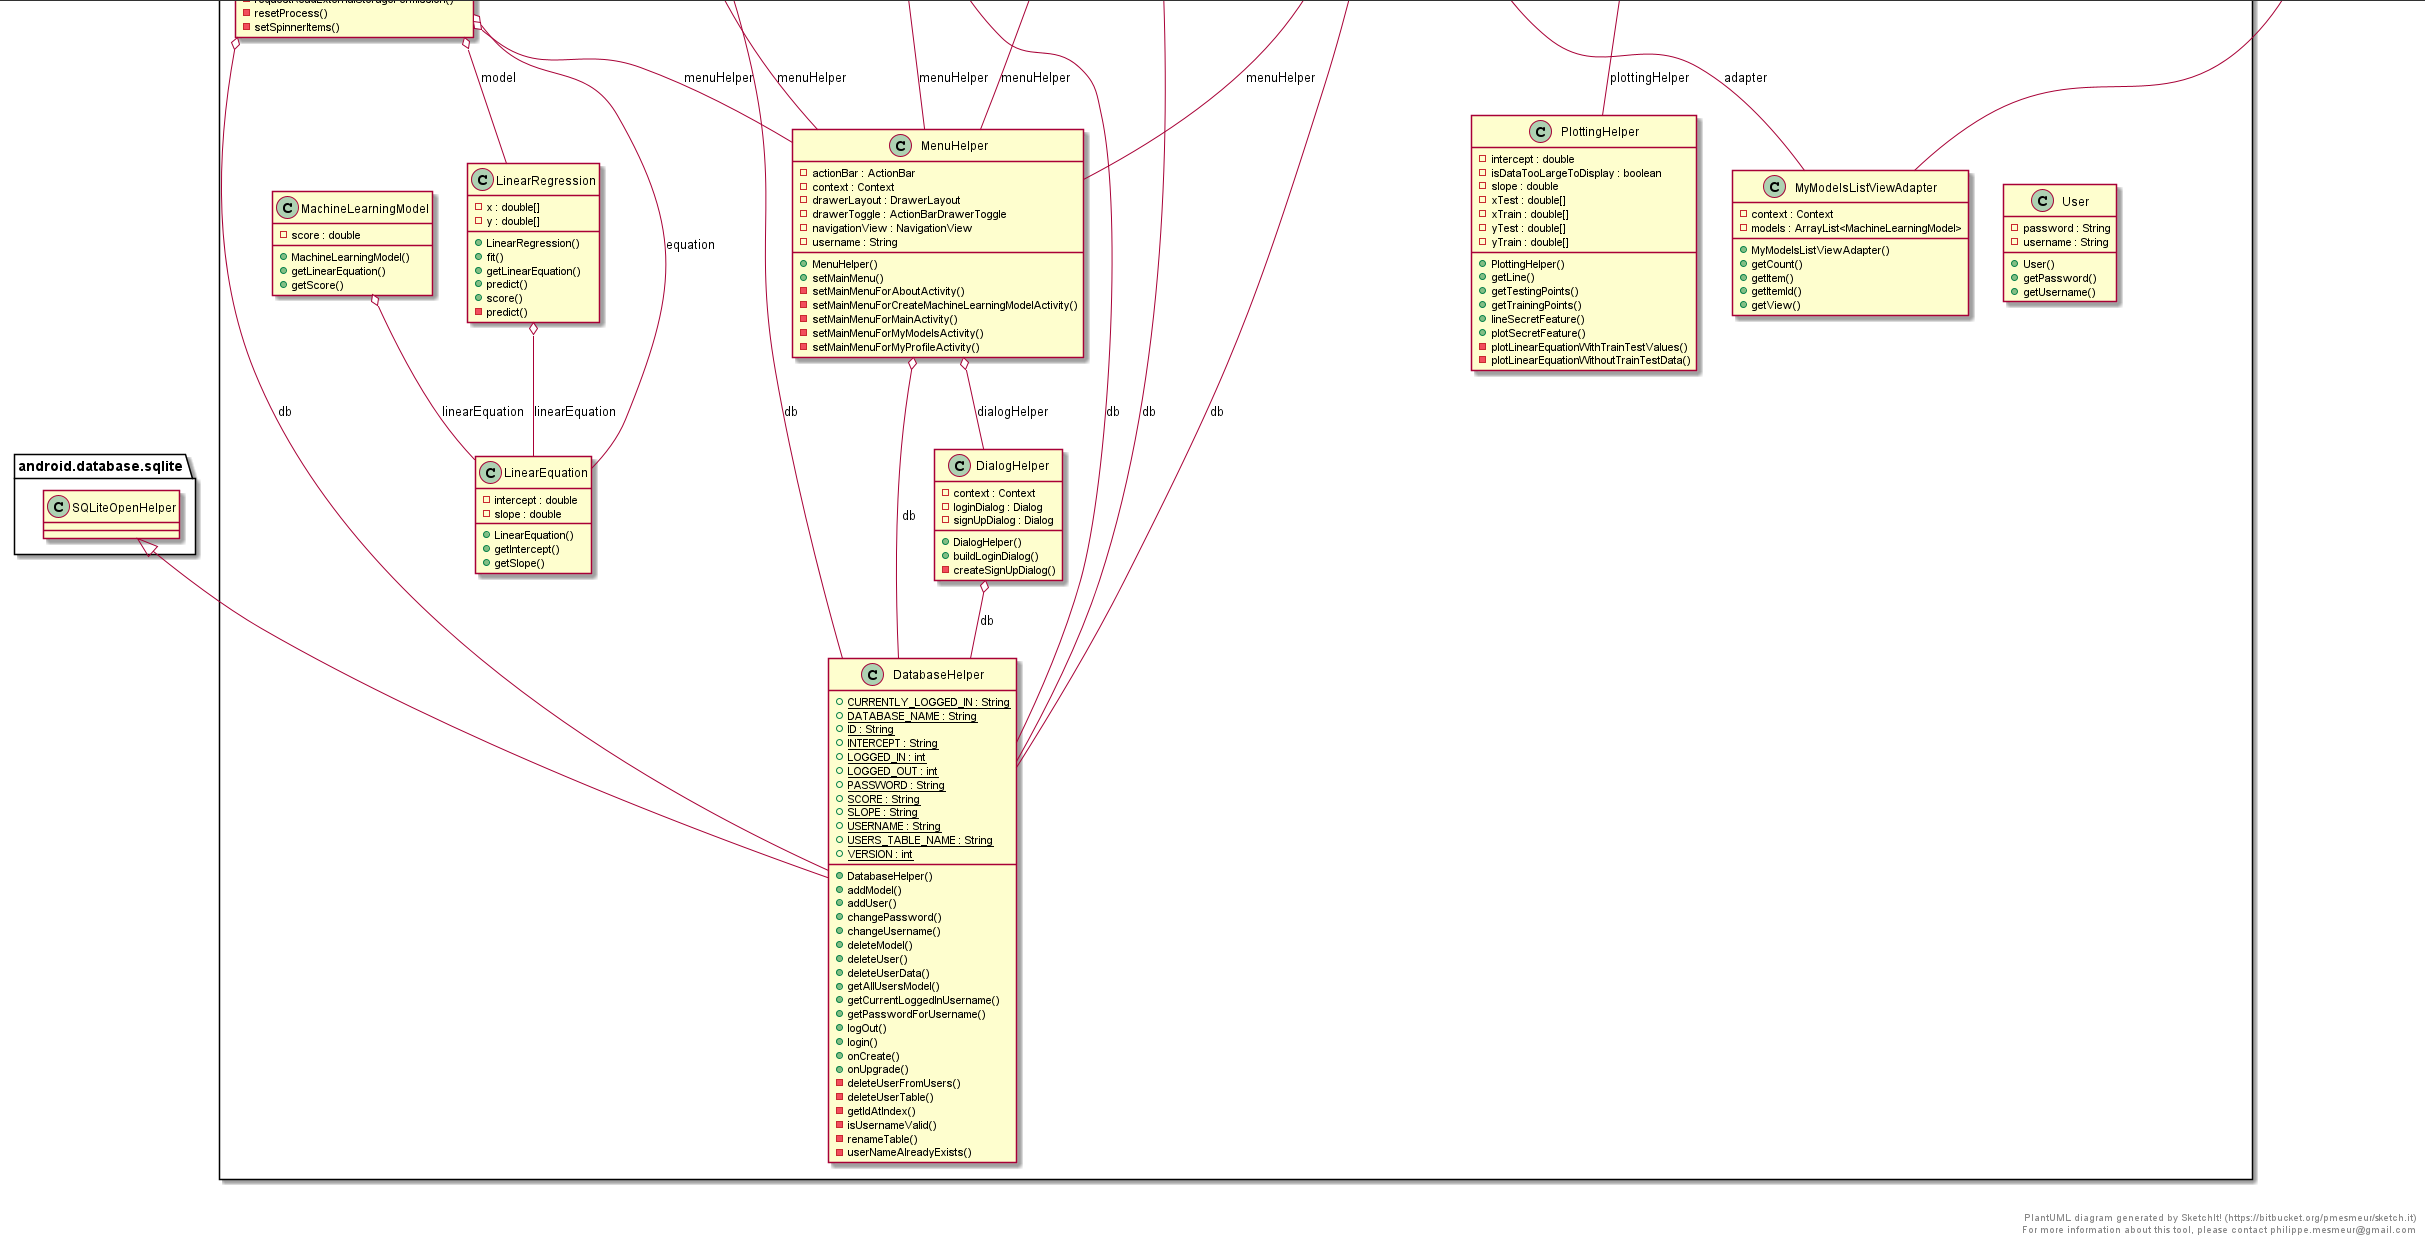 resetProcess()
setSpinnerItems()
model
menuHelper
menuHelper
menuHelper
menuHelper
menuHelper
plottingHelper
adapter
C MachineLearningModel
score : double
MachineLearningModel()
getLinearEquation()
getScore()
C LinearRegression
x : double[]
y : double[]
LinearRegression()
fit()
getLinearEquation()
predict()
score()
predict()
equation
C MenuHelper
actionBar : ActionBar
context : Context
drawerLayout : DrawerLayout
drawerToggle : ActionBarDrawerToggle
navigationView : NavigationView
username : String
MenuHelper()
setMainMenu()
setMainMenuForAboutActivity()
setMainMenuForCreateMachineLearningModelActivity()
setMainMenuForMainActivity()
setMainMenuForMyModelsActivity()
setMainMenuForMyProfileActivity()
C PlottingHelper
intercept : double
isDataTooLargeToDisplay : boolean
slope : double
xTest : double[]
xTrain : double[]
yTest : double[]
yTrain : double[]
PlottingHelper()
getLine()
getTestingPoints()
getTrainingPoints()
lineSecretFeature()
plotSecretFeature()
plotLinearEquationWithTrainTestValues()
plotLinearEquationWithoutTrainTestData()
C MyModelsListViewAdapter
context : Context
models : ArrayList<MachineLearningModel>
MyModelsListViewAdapter()
getCount()
getItem()
getItemId()
getView()
C User
password : String
username : String
User()
getPassword()
getUsername()
db
linearEquation
linearEquation
db
dialogHelper
db
db
db
android.database.sqlite
C SQLiteOpenHelper
C LinearEquation
intercept : double
slope : double
LinearEquation()
getIntercept()
getSlope()
db
C DialogHelper
context : Context
loginDialog : Dialog
signUpDialog : Dialog
DialogHelper()
buildLoginDialog()
createSignUpDialog()
db
C DatabaseHelper
CURRENTLY_LOGGED_IN : String
DATABASE_NAME : String
ID : String
INTERCEPT : String
LOGGED_IN : int
LOGGED_OUT : int
PASSWORD : String
SCORE : String
SLOPE : String
USERNAME : String
USERS_TABLE_NAME : String
VERSION : int
DatabaseHelper()
addModel()
addUser()
changePassword()
changeUsername()
deleteModel()
deleteUser()
deleteUserData()
getAllUsersModel()
getCurrentLoggedInUsername()
getPasswordForUsername()
logOut()
login()
onCreate()
onUpgrade()
deleteUserFromUsers()
deleteUserTable()
getIdAtIndex()
isUsernameValid()
renameTable()
userNameAlreadyExists()
PlantUML diagram generated by SketchIt! (https://bitbucket.org/pmesmeur/sketch.it)
For more information about this tool, please contact philippe.mesmeur@gmail.com